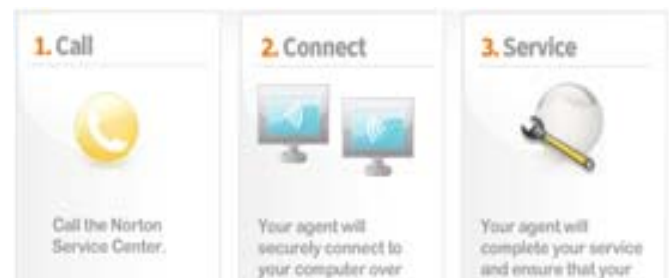 1. Call
Call the Norton
Service Center.
2. Connect
Your agent will
securely connect to
your computer over
3. Service
Your agent will
complete your service
and ensure that your